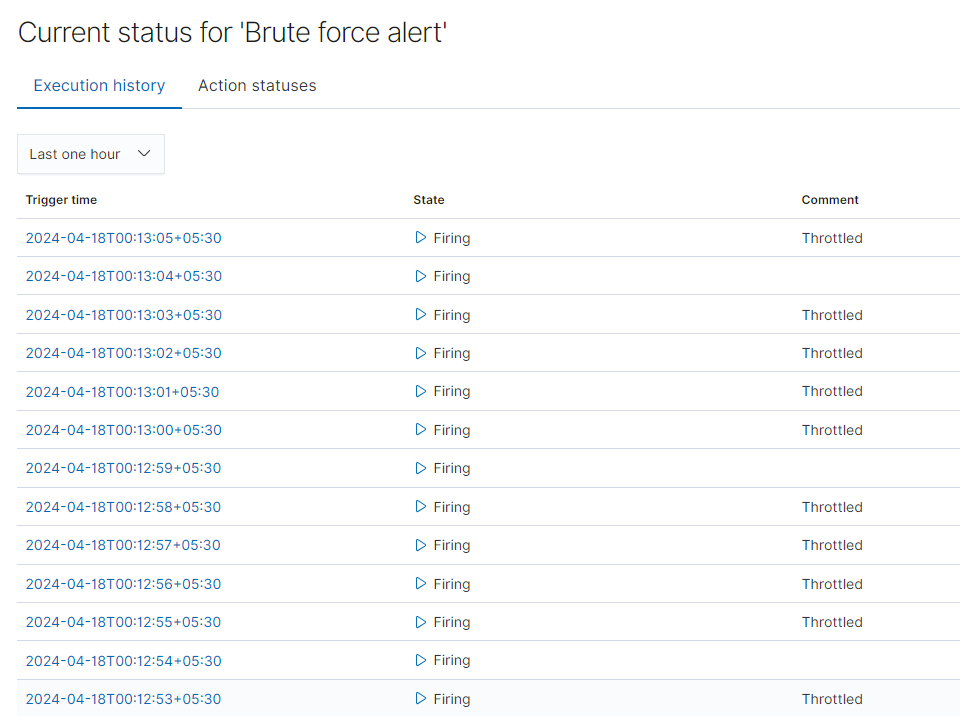 Current status for 'Brute force alert'
Execution history Action statuses
Last one hour
Trigger time State Comment
2024-04-18T00:13:05+05:30 Firing Throttled
2024-04-18T00:13:04+05:30 Firing
2024-04-18T00:13:03+05:30 Firing Throttled
2024-04-18T00:13:02+05:30 Firing Throttled
2024-04-18T00:13:01+05:30 Firing Throttled
2024-04-18T00:13:00+05:30 Firing Throttled
2024-04-18T00:12:59+05:30 Firing
2024-04-18T00:12:58+05:30 Firing Throttled
2024-04-18T00:12:57+05:30 Firing Throttled
2024-04-18T00:12:56+05:30 Firing Throttled
2024-04-18T00:12:55+05:30 Firing Throttled
2024-04-18T00:12:54+05:30 Firing
2024-04-18T00:12:53+05:30 Firing Throttled